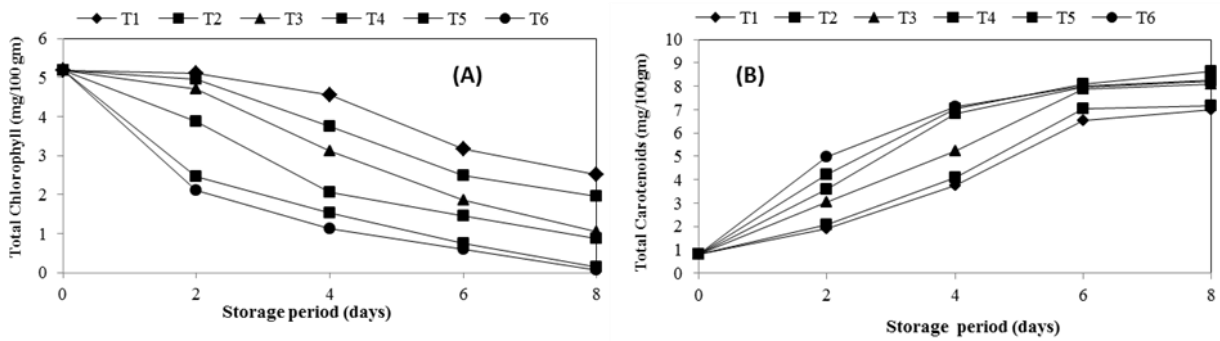 T1 T2 T3 T4 T5 T6
6
5
4
3
2
1
0
Total Chlorophyll (mg/100 gm)
(A)
0 2 4 6 8
Storage period (days)
T1 T2 T3 T4 T5 T6
10
9
8
7
6
5
4
3
2
1
0
Total Carotenoids (mg/100gm)
(B)
0 2 4 6 8
Storage period (days)